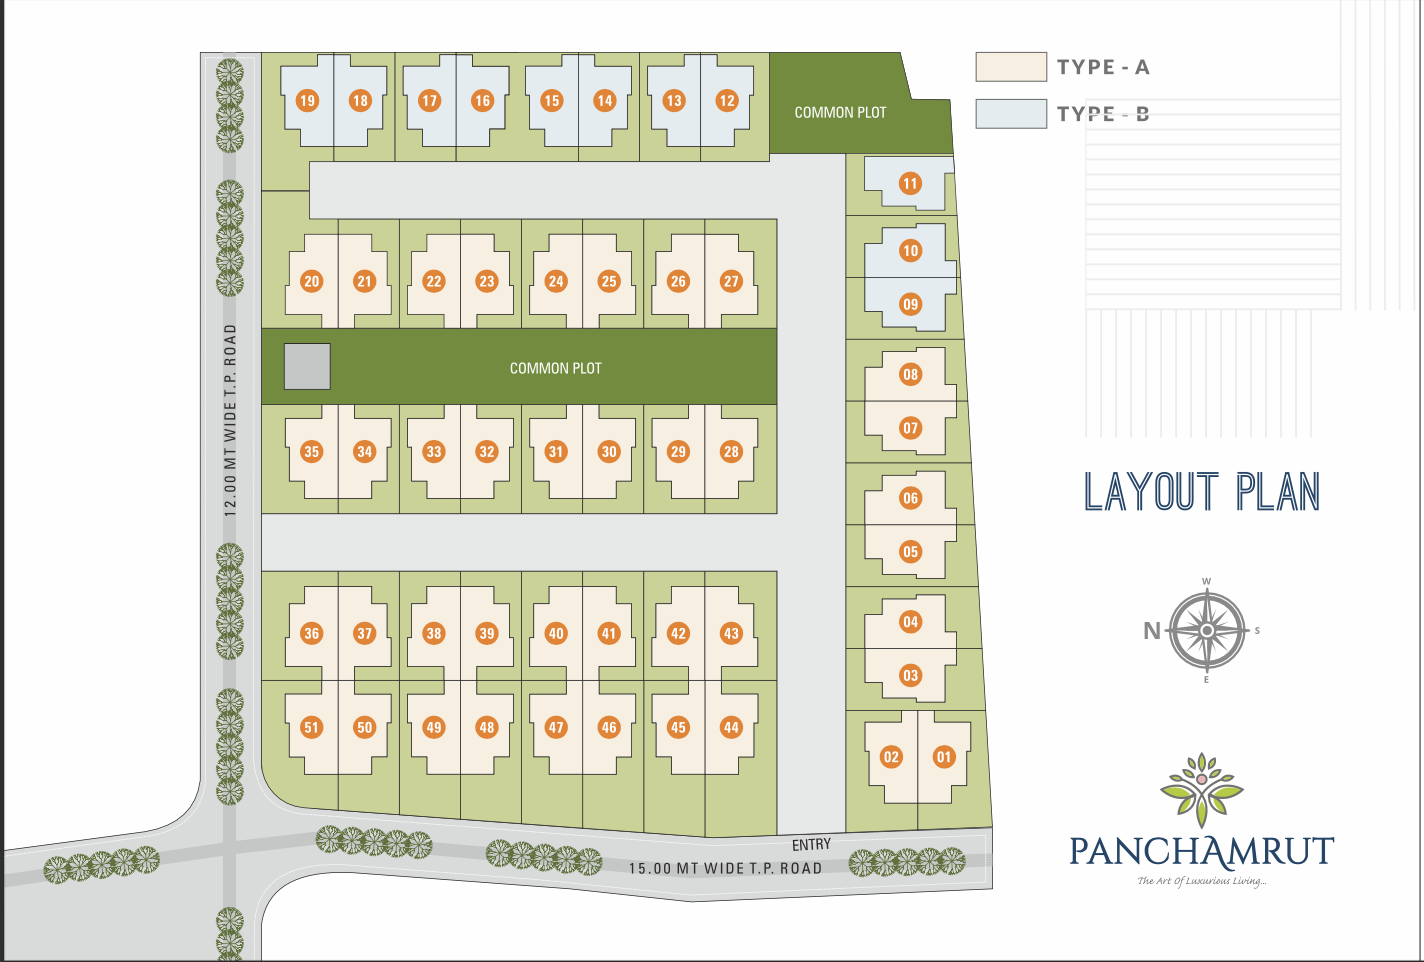 TYPE - A
TYPE - B
19 18 17 16 15 14 13 12
COMMON PLOT
11
10
09
20 21 22 23 24 25 26 27
12.00 MT WIDE T.P. ROAD
COMMON PLOT
08
07
35 34 33 32 31 30 29 28
06
05
LAYOUT PLAN
36 37 38 39 40 41 42 43
04
03
W
N
S
E
51 50 49 48 47 46 45 44
02 01
ENTRY
15.00 MT WIDE T.P. ROAD
PANCHAMRUT
The Art Of Luxurious Living...